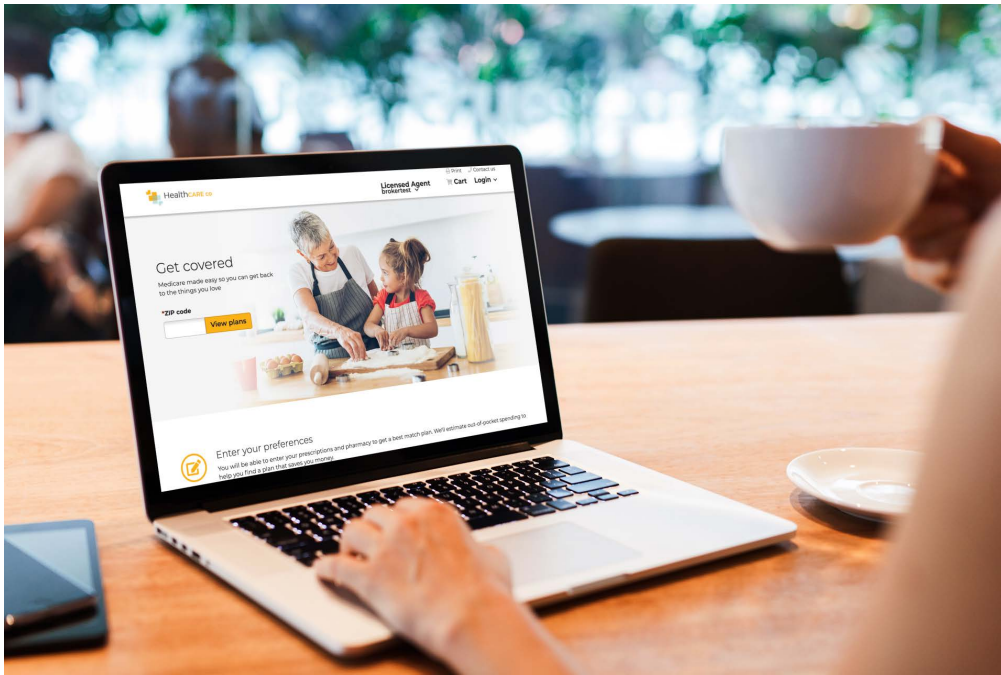 Print Contact us
HealthCARE CO
Licensed Agent
brokertest
Cart Login
Get covered
Medicare made easy so you can get back
to the things you love
*ZIP code
View plans
Enter your preferences
You will be able to enter your prescriptions and pharmacy to get a best match plan. We'll estimate out-of-pocket spending to
help you find a plan that saves you money.